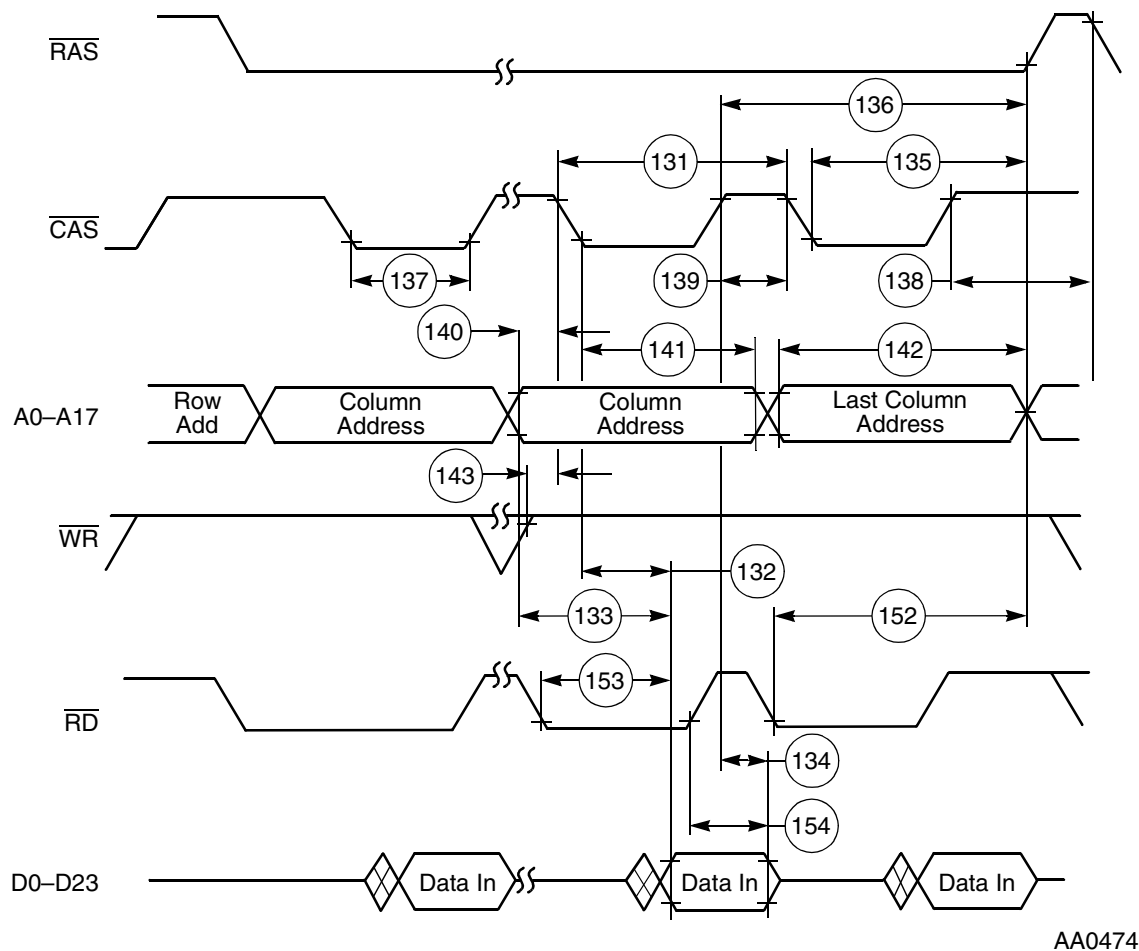 RAS
136
131
135
CAS
137
139
138
140
141
142
A0–A17
Row
Add
Column
Address
Column
Address
Last Column
Address
143
WR
132
133
152
153
RD
134
154
D0–D23
Data In
Data In
Data In
AA0474